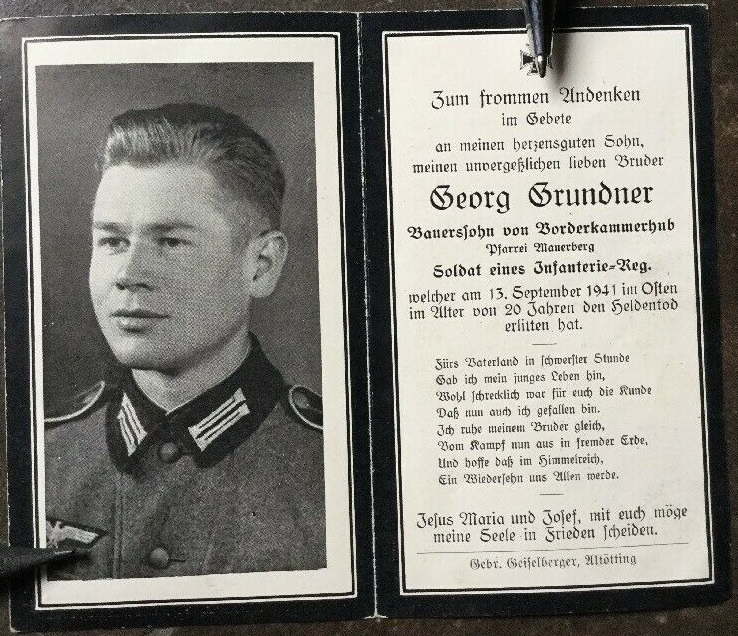 Zum frommen Andenken
im Gebete
an meinen herzensguten Sohn,
meinen unvergeßlichen lieben Bruder
Georg Grundner
Bauerssohn von Vorderkammerhub
Pfarrei Mauerberg
Soldat eines Infanterie-Reg.
welcher am 13. September 1941 im Osten
im Alter von 20 Jahren den Heldentod
erlitten hat.
Fürs Vaterland in schwerster Stunde
Gab ich mein junges Leben hin,
Wohl schrecklich war für euch die Kunde
Daß nun auch ich gefallen bin.
Ich ruhe meinem Bruder gleich,
Vom Kampf nun aus in fremder Erde,
Und hoffe daß im Himmelreich,
Ein Wiedersehn uns Allen werde.
Jesus Maria und Josef, mit euch möge
meine Seele in Frieden scheiden.
Gebr. Geiselberger, Altötting